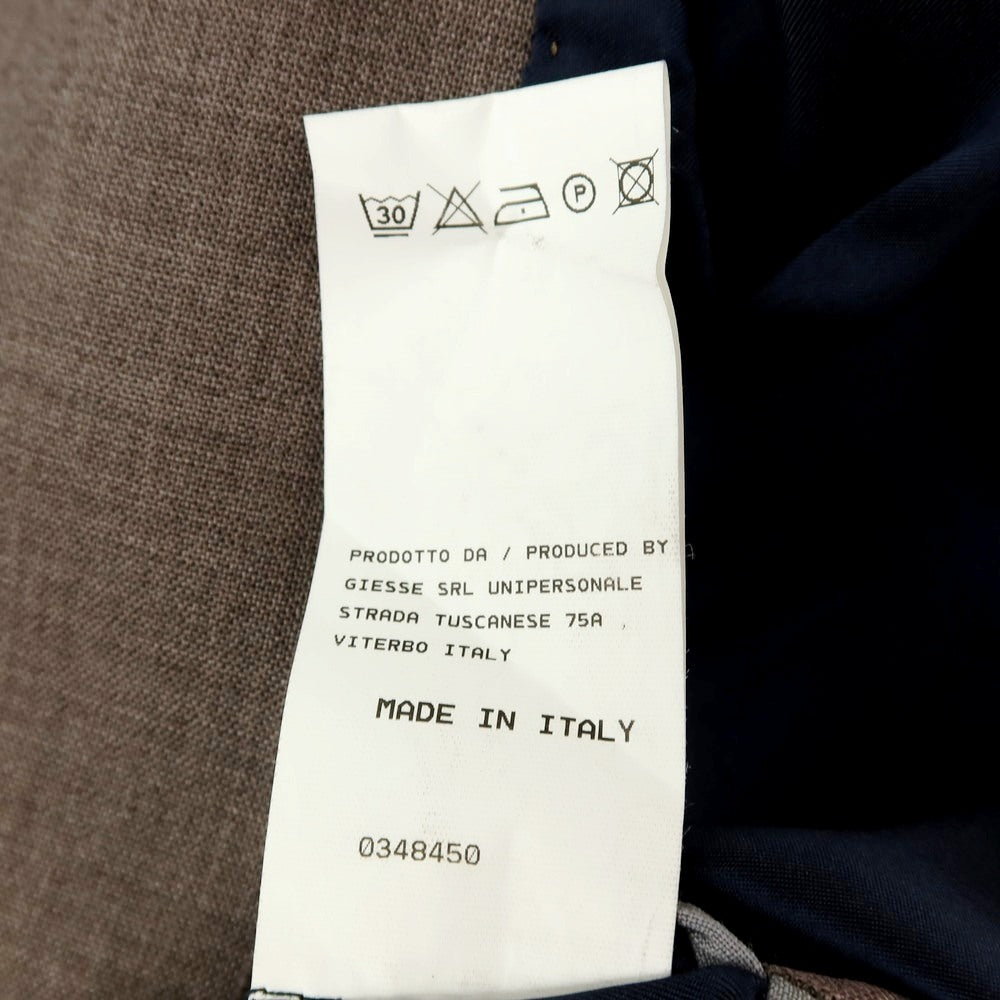 30
P
PRODOTTO DA / PRODUCED BY
GIESSE SRL UNIPERSONALE
STRADA TUSCANESE 75A
VITERBO ITALY
MADE IN ITALY
0348450